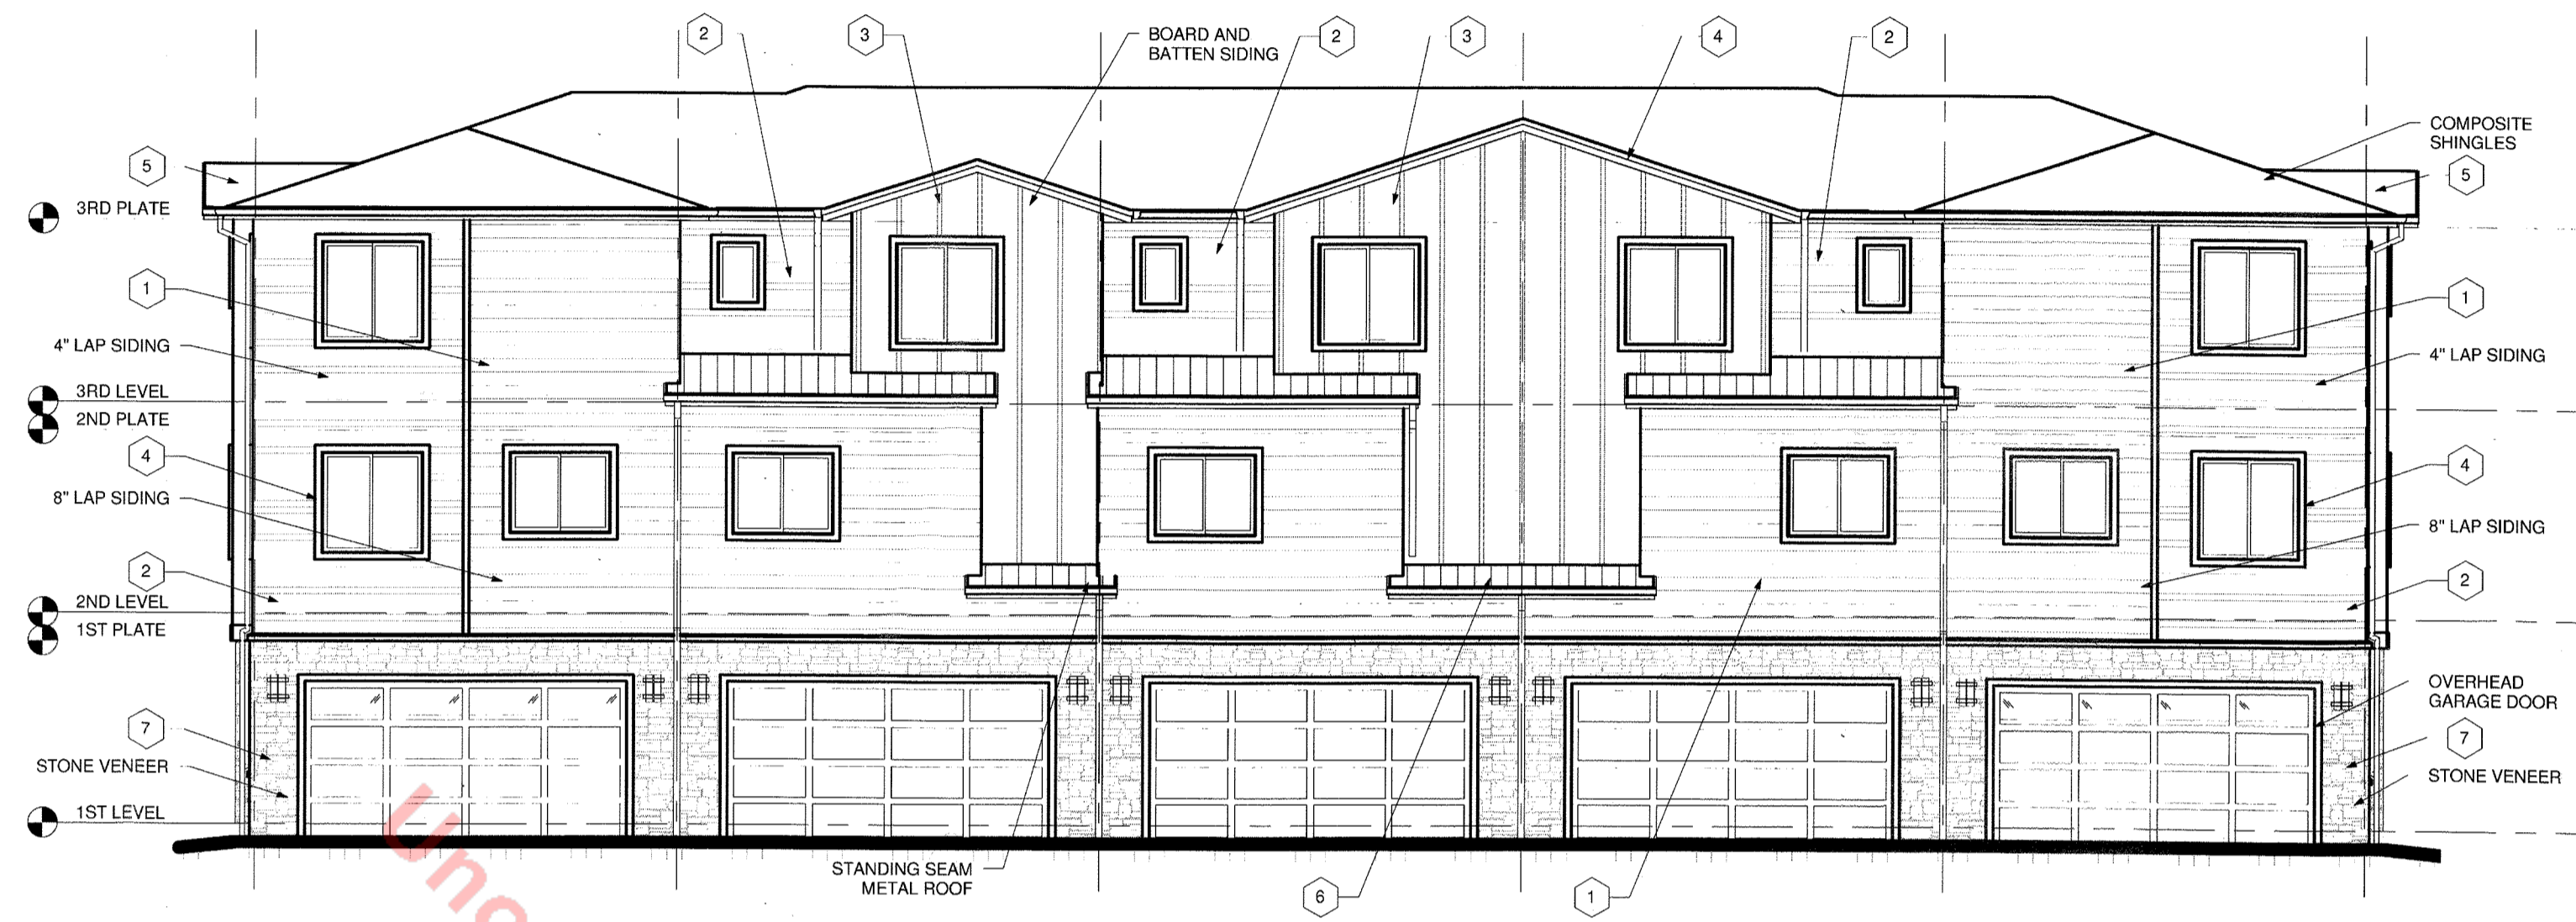 2
3
BOARD AND
BATTEN SIDING
2
3
4
2
5
3RD PLATE
1
4" LAP SIDING
3RD LEVEL
2ND PLATE
4
8" LAP SIDING
2
2ND LEVEL
1ST PLATE
7
STONE VENEER
1ST LEVEL
COMPOSITE
SHINGLES
5
1
4" LAP SIDING
4
8" LAP SIDING
2
OVERHEAD
GARAGE DOOR
7
STONE VENEER
STANDING SEAM
METAL ROOF
6
1